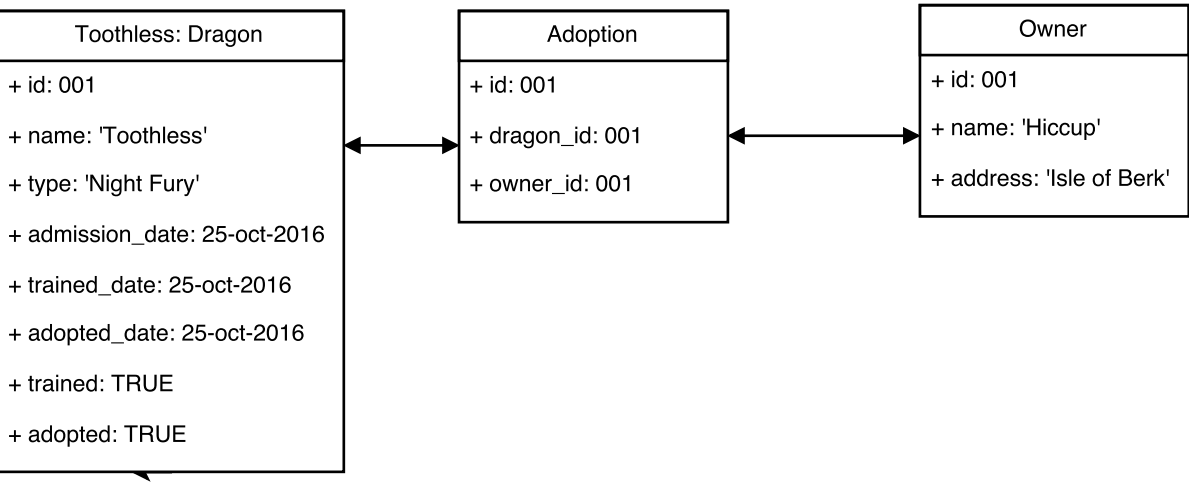 Toothless: Dragon
+ id: 001
+ name: 'Toothless'
+ type: 'Night Fury'
+ admission_date: 25-oct-2016
+ trained_date: 25-oct-2016
+ adopted_date: 25-oct-2016
+ trained: TRUE
+ adopted: TRUE
Adoption
+ id: 001
+ dragon_id: 001
+ owner_id: 001
Owner
+ id: 001
+ name: 'Hiccup'
+ address: 'Isle of Berk'